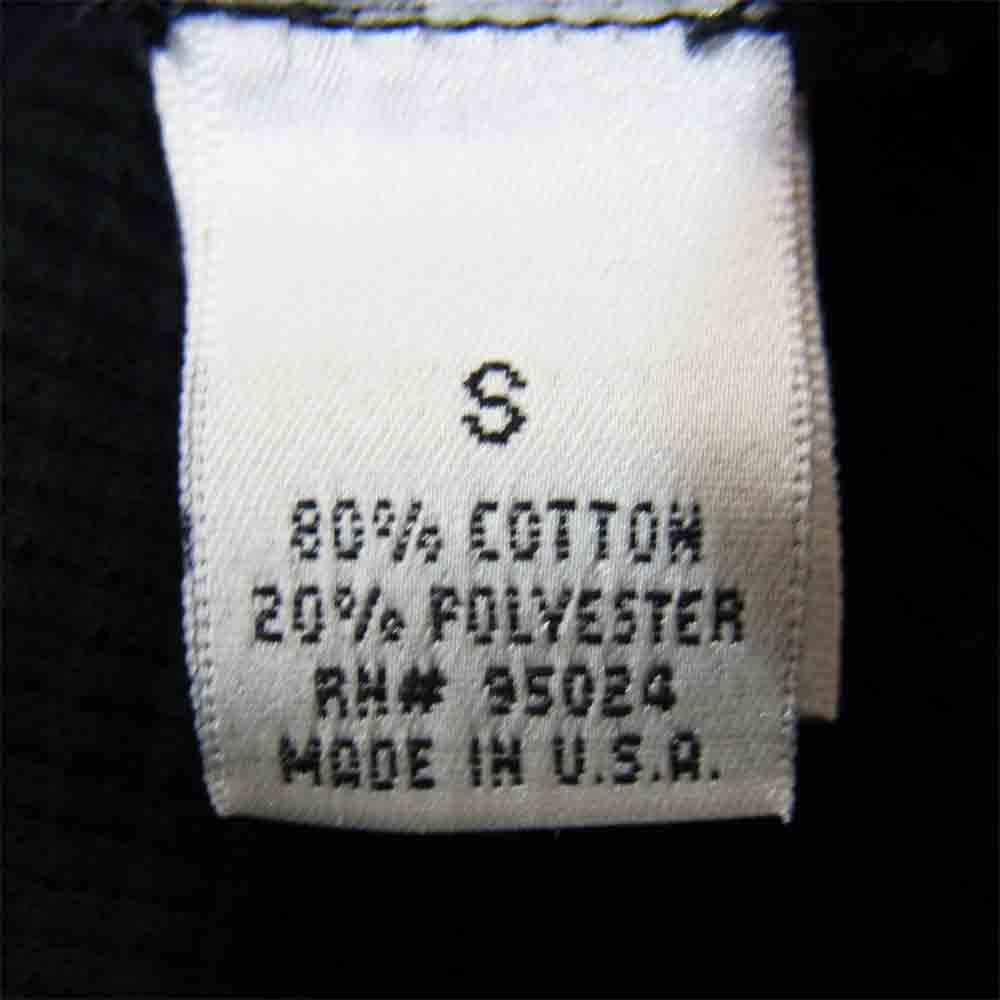 S
80% COTTON
20% POLYESTER
RN# 95024
MADE IN U.S.A.